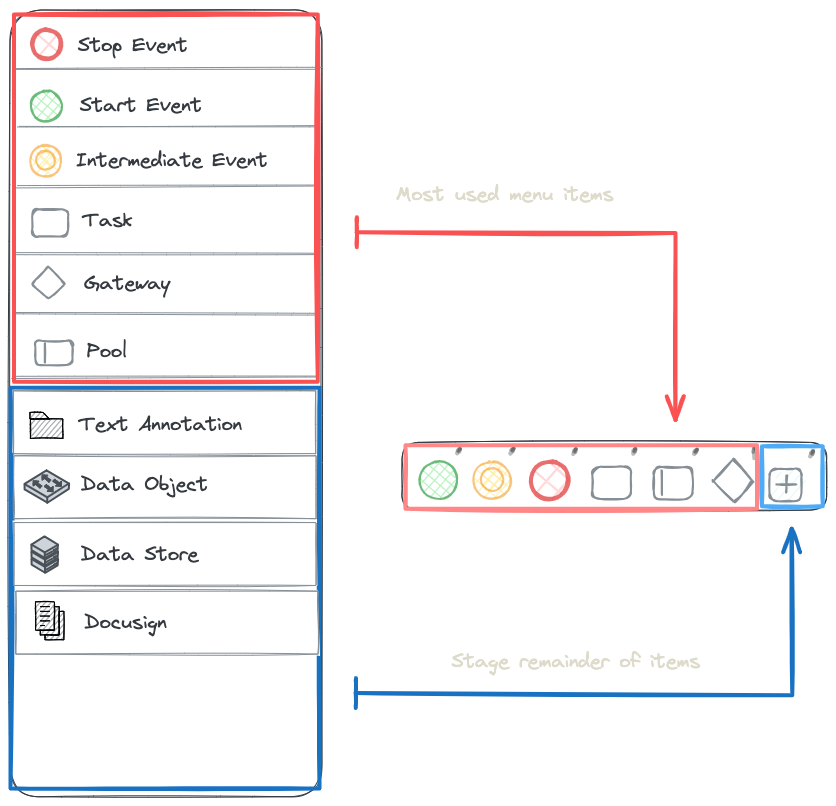 Stop Event
Start Event
Intermediate Event
Task
Gateway
Pool
Text Annotation
Data Object
Data Store
Docusign
Most used menu items
Stage remainder of items